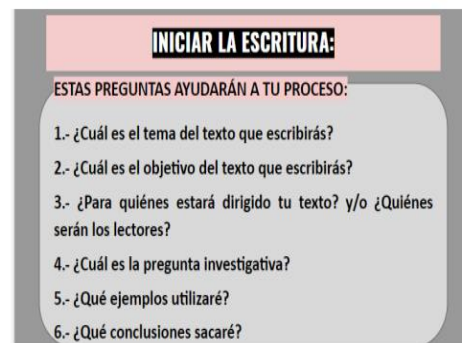 INICIAR LA ESCRITURA:
ESTAS PREGUNTAS AYUDARÁN A TU PROCESO:
1.- ¿Cuál es el tema del texto que escribirás?
2.- ¿Cuál es el objetivo del texto que escribirás?
3.- ¿Para quiénes estará dirigido tu texto? y/o ¿Quiénes
serán los lectores?
4.- ¿Cuál es la pregunta investigativa?
5.- ¿Qué ejemplos utilizaré?
6.- ¿Qué conclusiones sacaré?